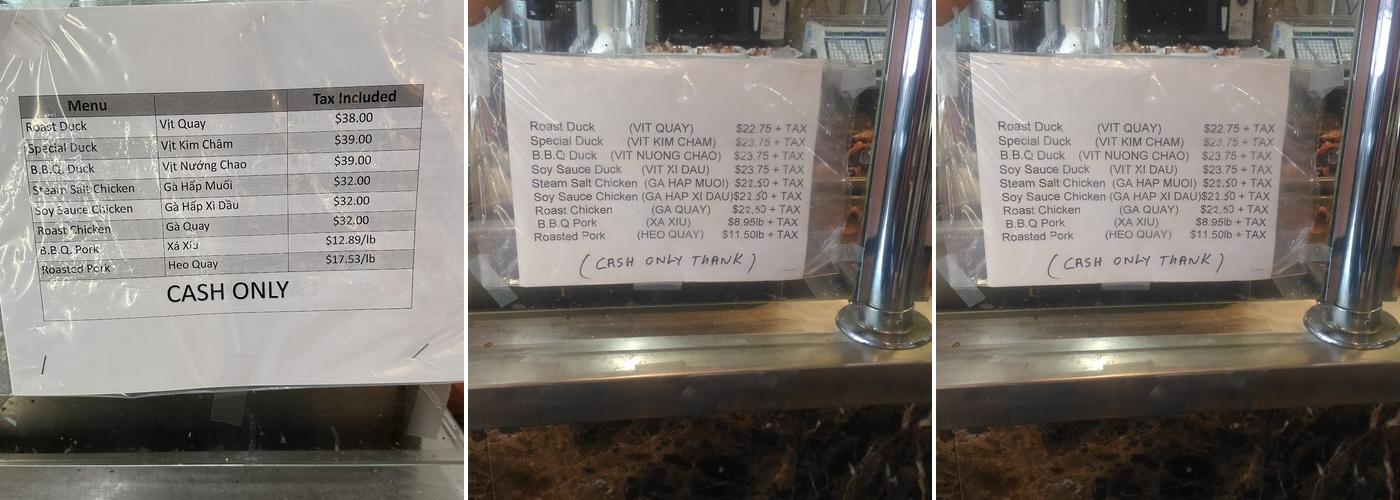 Menu Tax Included
Roast Duck Vịt Quay $38.00
Special Duck Vịt Kim Châm $39.00
B.B.Q. Duck Vịt Nướng Chao $39.00
Steam Salt Chicken Gà Hấp Muối $32.00
Soy Sauce Chicken Gà Hấp Xì Dầu $32.00
Roast Chicken Gà Quay $32.00
B.B.Q. Pork Xá Xíu $12.89/lb
Roasted Pork Heo Quay $17.53/lb
CASH ONLY
Roast Duck (VIT QUAY) $22.75 + TAX
Special Duck (VIT KIM CHAM) $23.75 + TAX
B.B.Q Duck (VIT NUONG CHAO) $23.75 + TAX
Soy Sauce Duck (VIT XI DAU) $23.75 + TAX
Steam Salt Chicken (GA HAP MUOI) $22.50 + TAX
Soy Sauce Chicken (GA HAP XI DAU)$22.50 + TAX
Roast Chicken (GA QUAY) $22.50 + TAX
B.B.Q Pork (XA XIU) $8.95lb + TAX
Roasted Pork (HEO QUAY) $11.50lb + TAX
(CASH ONLY THANK)
Roast Duck (VIT QUAY) $22.75 + TAX
Special Duck (VIT KIM CHAM) $23.75 + TAX
B.B.Q Duck (VIT NUONG CHAO) $23.75 + TAX
Soy Sauce Duck (VIT XI DAU) $23.75 + TAX
Steam Salt Chicken (GA HAP MUOI) $22.50 + TAX
Soy Sauce Chicken (GA HAP XI DAU)$22.50 + TAX
Roast Chicken (GA QUAY) $22.50 + TAX
B.B.Q Pork (XA XIU) $8.95lb + TAX
Roasted Pork (HEO QUAY) $11.50lb + TAX
(CASH ONLY THANK)